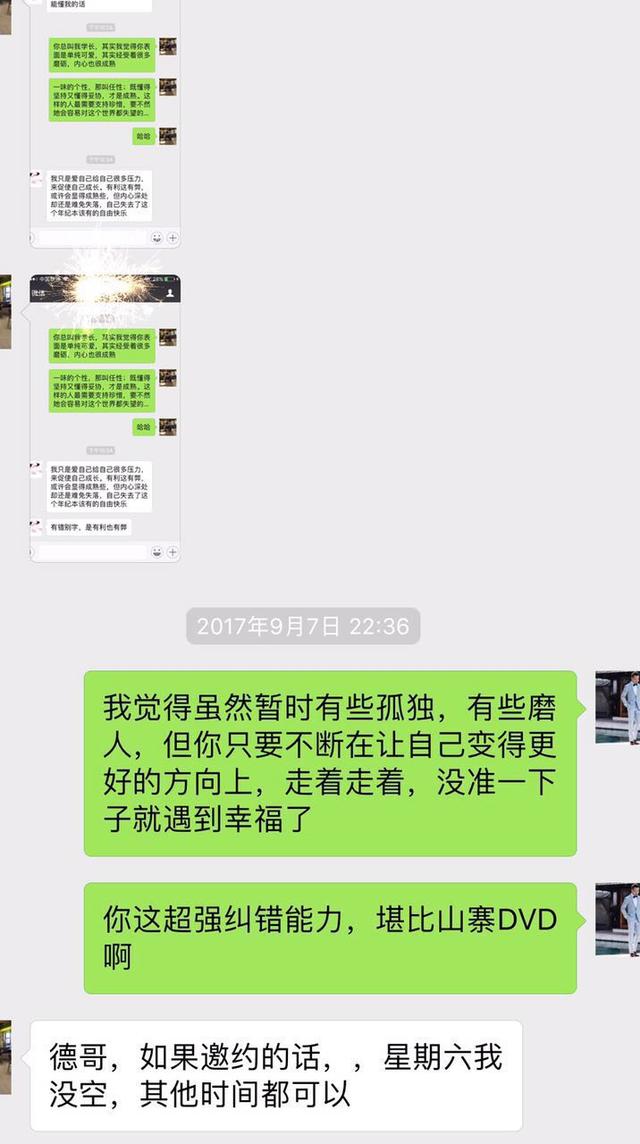 能懂我的话
下午10:34
你总叫我学长，其实我觉得你表
面是单纯可爱，其实经受着很多
磨砺，内心也很成熟
一味的个性，那叫任性；既懂得
坚持又懂得妥协，才是成熟。这
样的人最需要支持珍惜，要不然
她会容易对这个世界都失望的...
哈哈
下午10:34
我只是爱自己给自己很多压力，
来促使自己成长。有利这有弊，
或许会显得成熟些，但内心深处
却还是难免失落，自己失去了这
个年纪本该有的自由快乐
28%
微信
你总叫我学长，其实我觉得你表
面是单纯可爱，其实经受着很多
磨砺，内心也很成熟
一味的个性，那叫任性；既懂得
坚持又懂得妥协，才是成熟。这
样的人最需要支持珍惜，要不然
她会容易对这个世界都失望的...
哈哈
下午10:34
我只是爱自己给自己很多压力，
来促使自己成长。有利这有弊，
或许会显得成熟些，但内心深处
却还是难免失落，自己失去了这
个年纪本该有的自由快乐
有错别字，是有利也有弊
2017年9月7日 22:36
我觉得虽然暂时有些孤独，有些磨
人，但你只要不断在让自己变得更
好的方向上，走着走着，没准一下
子就遇到幸福了
你这超强纠错能力，堪比山寨DVD
啊
德哥，如果邀约的话，，星期六我
没空，其他时间都可以